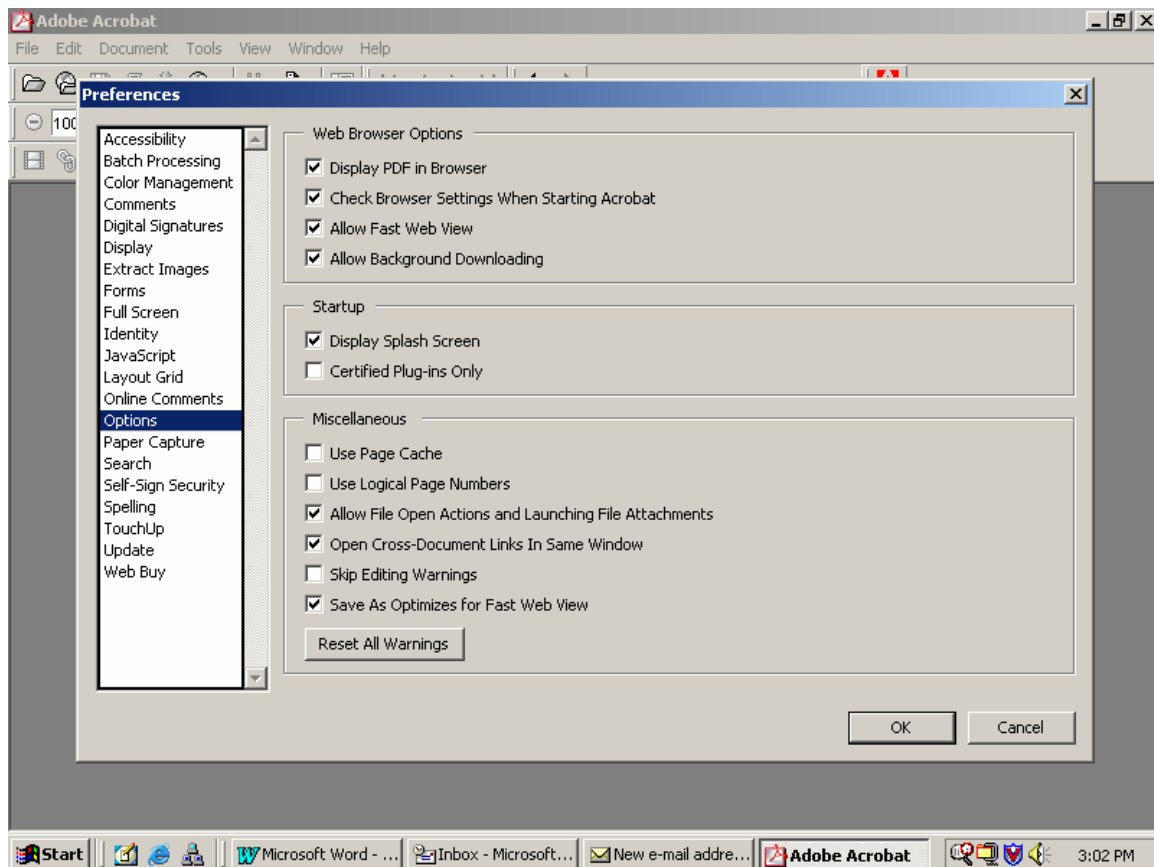 Adobe Acrobat
File Edit Document Tools View Window Help
Preferences
100
Accessibility
Batch Processing
Color Management
Comments
Digital Signatures
Display
Extract Images
Forms
Full Screen
Identity
JavaScript
Layout Grid
Online Comments
Options
Paper Capture
Search
Self-Sign Security
Spelling
TouchUp
Update
Web Buy
Web Browser Options
Display PDF in Browser
Check Browser Settings When Starting Acrobat
Allow Fast Web View
Allow Background Downloading
Startup
Display Splash Screen
Certified Plug-ins Only
Miscellaneous
Use Page Cache
Use Logical Page Numbers
Allow File Open Actions and Launching File Attachments
Open Cross-Document Links In Same Window
Skip Editing Warnings
Save As Optimizes for Fast Web View
Reset All Warnings
OK Cancel
Start Microsoft Word - ... Inbox - Microsoft... New e-mail addre... Adobe Acrobat 3:02 PM